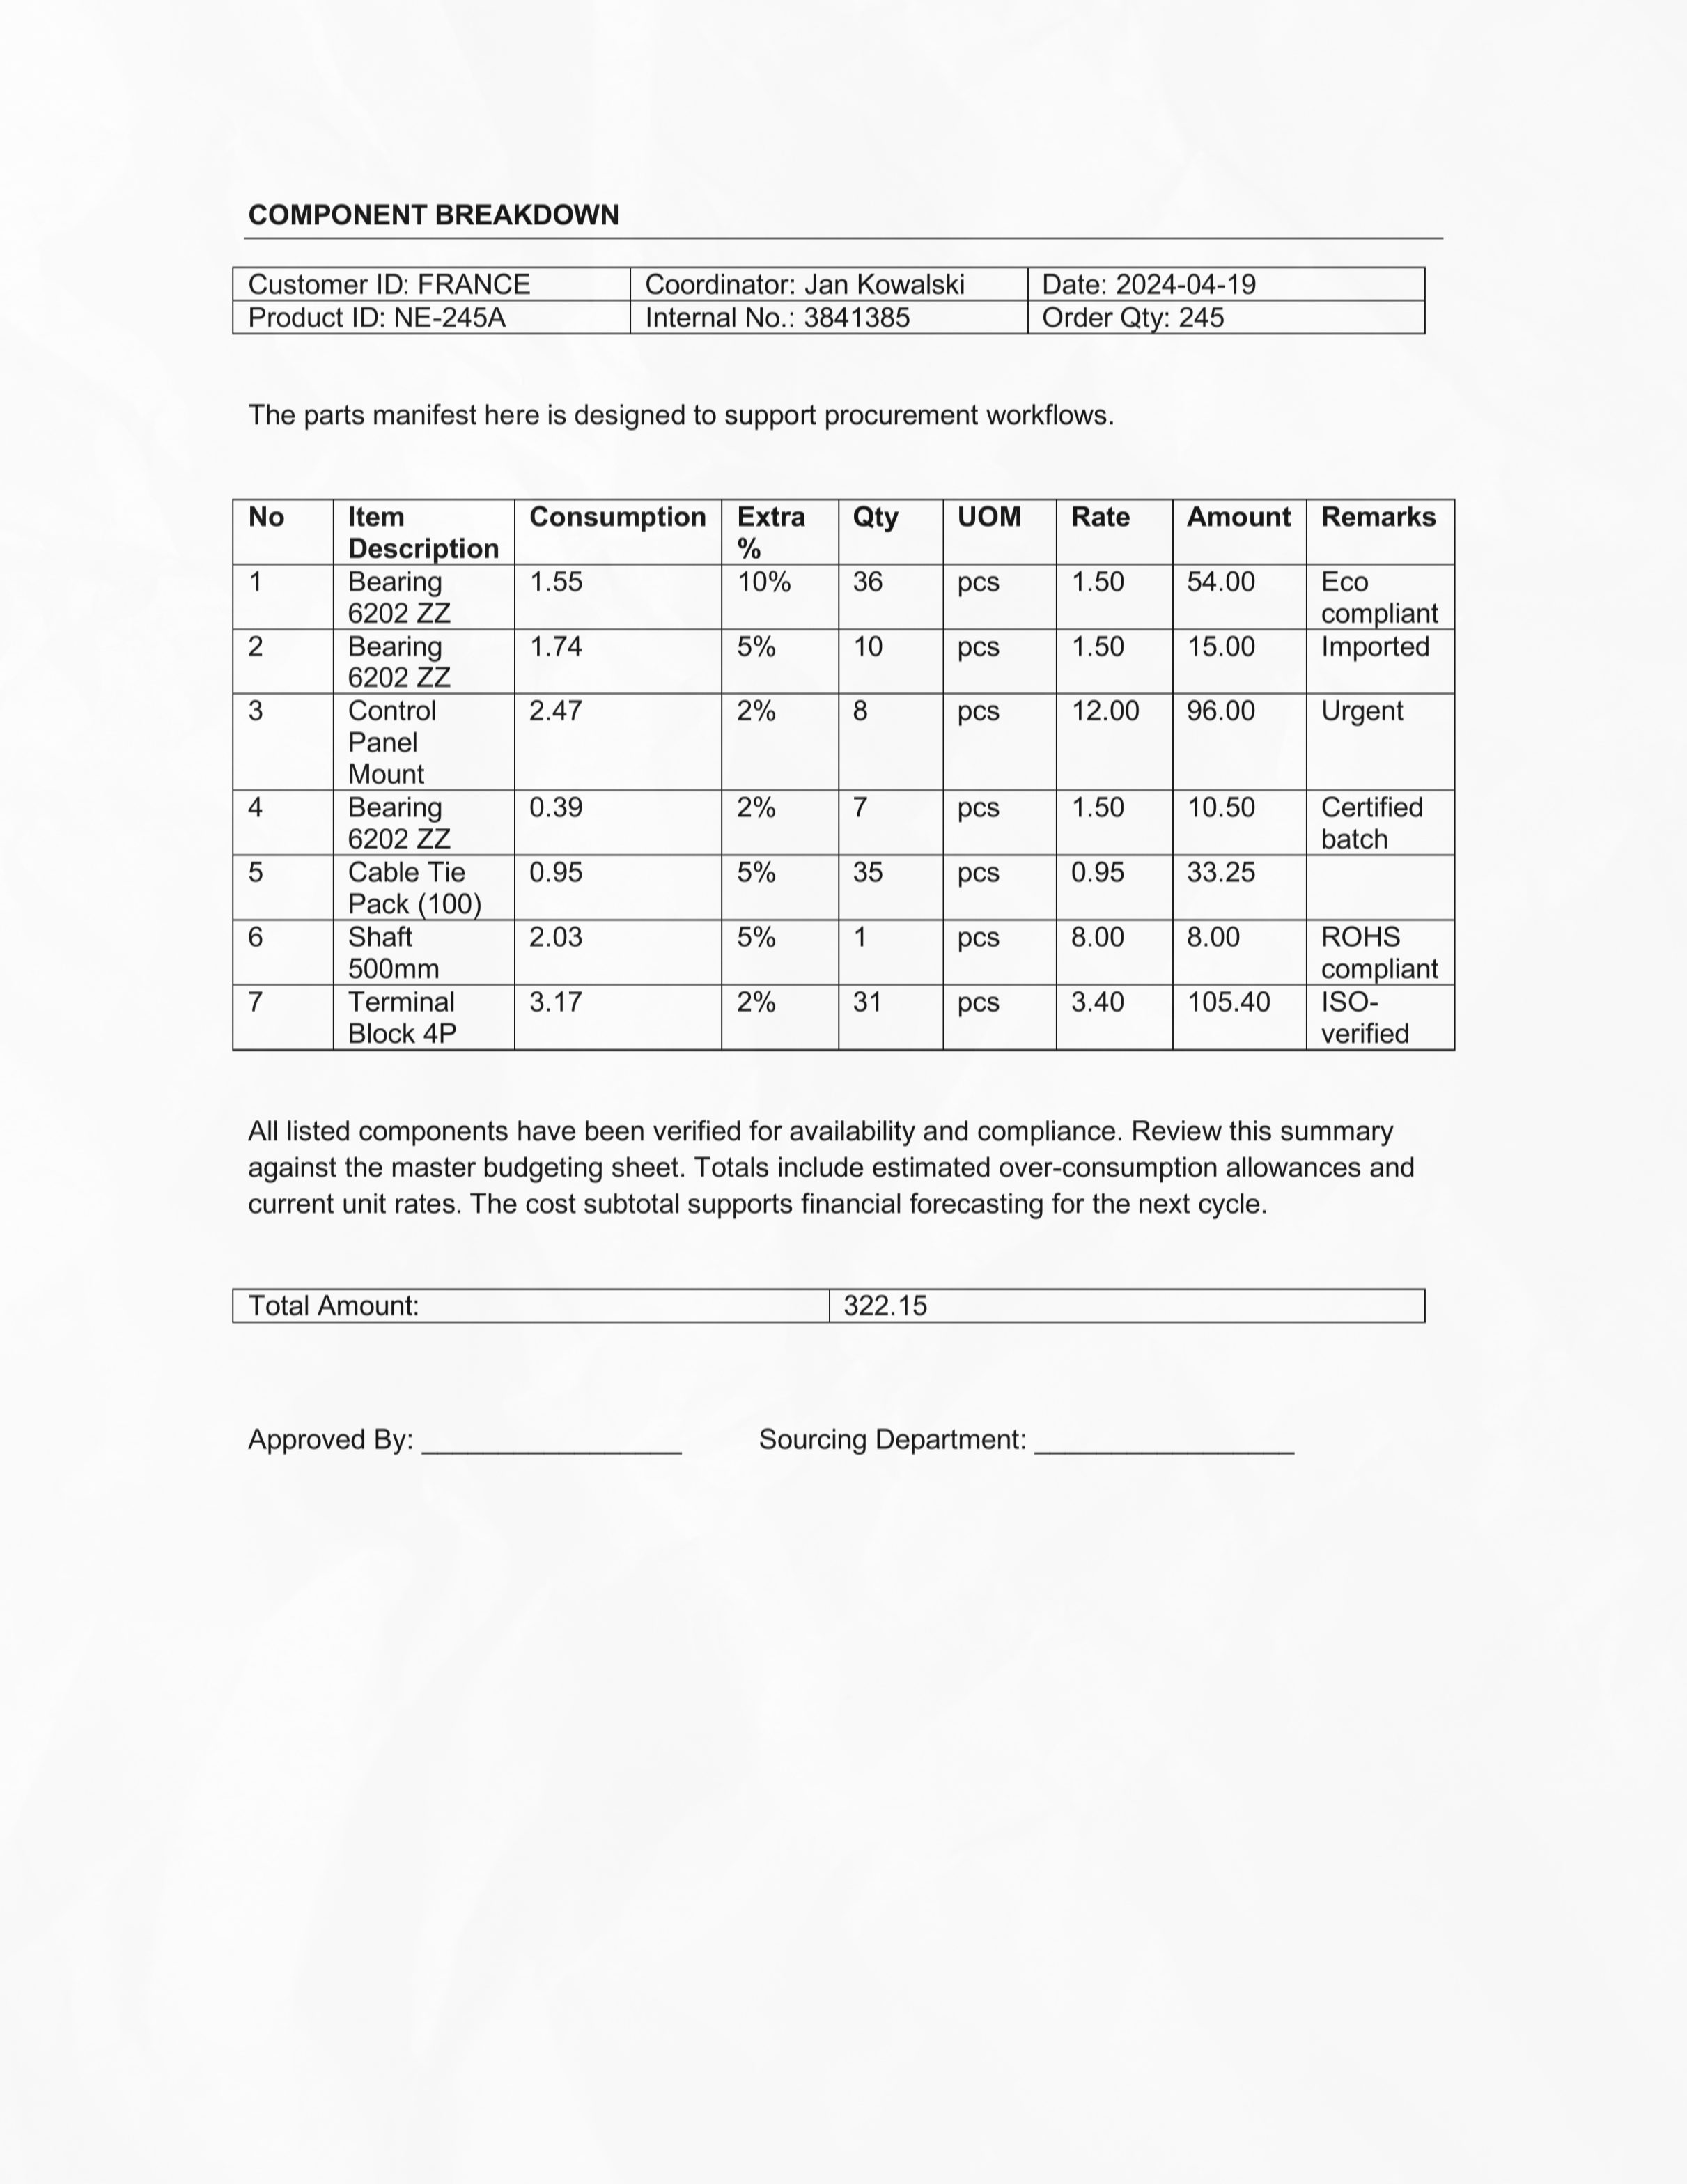 COMPONENT BREAKDOWN
Customer ID: FRANCE Coordinator: Jan Kowalski Date: 2024-04-19
Product ID: NE-245A Internal No.: 3841385 Order Qty: 245
The parts manifest here is designed to support procurement workflows.
No Item Description Consumption Extra % Qty UOM Rate Amount Remarks
1 Bearing 6202 ZZ 1.55 10% 36 pcs 1.50 54.00 Eco compliant
2 Bearing 6202 ZZ 1.74 5% 10 pcs 1.50 15.00 Imported
3 Control Panel Mount 2.47 2% 8 pcs 12.00 96.00 Urgent
4 Bearing 6202 ZZ 0.39 2% 7 pcs 1.50 10.50 Certified batch
5 Cable Tie Pack (100) 0.95 5% 35 pcs 0.95 33.25
6 Shaft 500mm 2.03 5% 1 pcs 8.00 8.00 ROHS compliant
7 Terminal Block 4P 3.17 2% 31 pcs 3.40 105.40 ISO-verified
All listed components have been verified for availability and compliance. Review this summary
against the master budgeting sheet. Totals include estimated over-consumption allowances and
current unit rates. The cost subtotal supports financial forecasting for the next cycle.
Total Amount: 322.15
Approved By: __________________ Sourcing Department: __________________